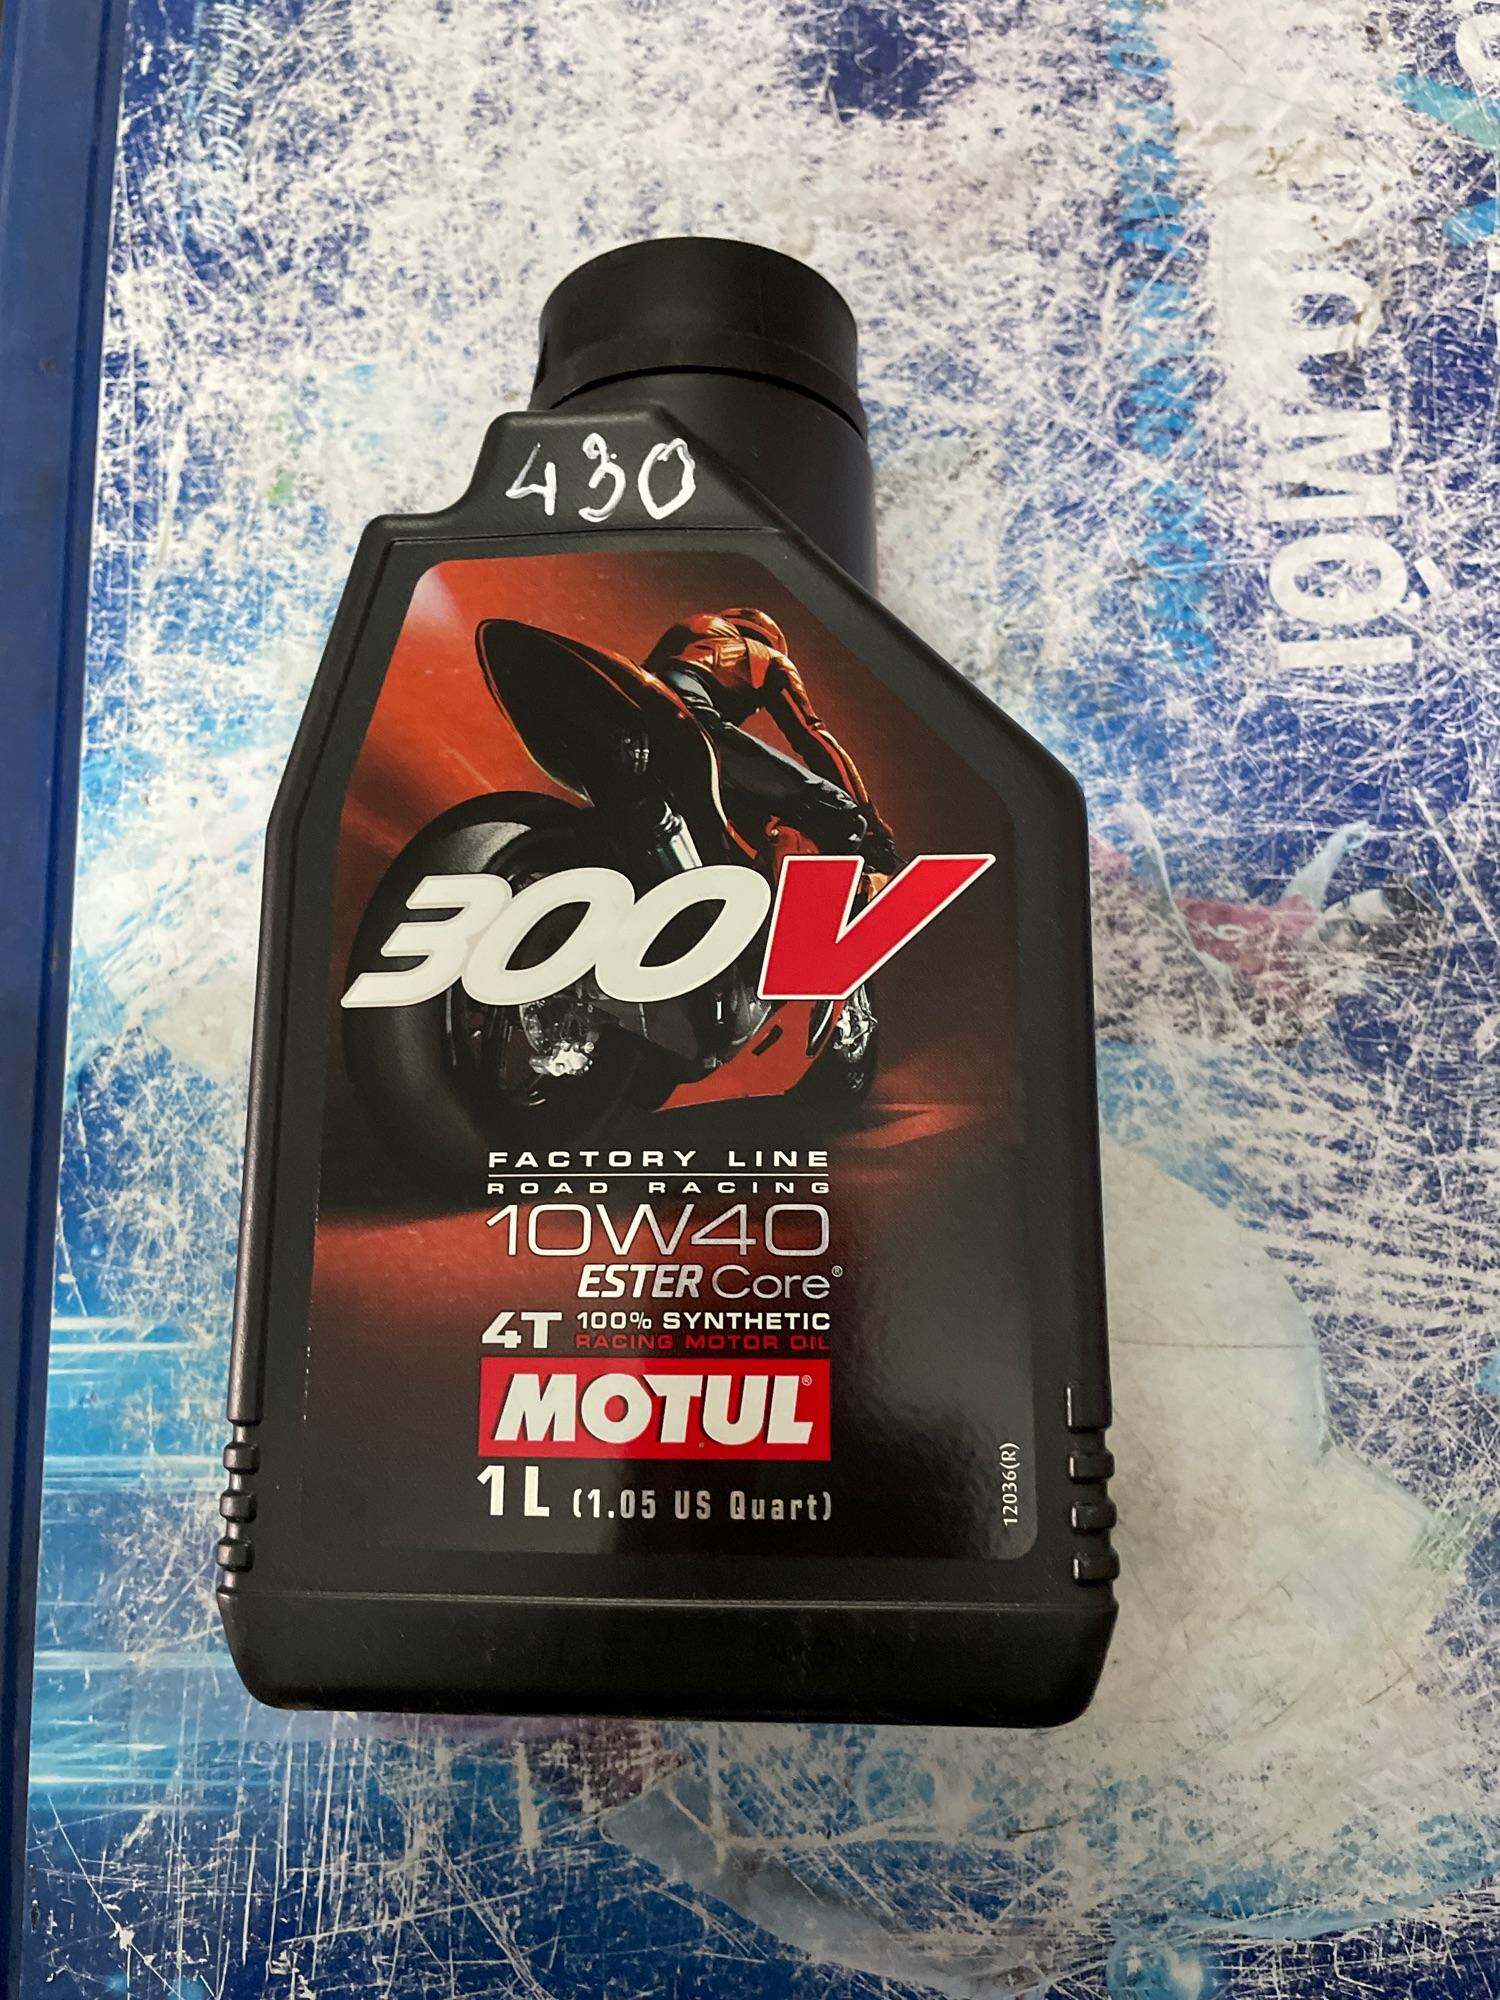 430
300V
FACTORY LINE
ROAD RACING
10W40
ESTER Core®
4T 100% SYNTHETIC
RACING MOTOR OIL
MOTUL®
1L (1.05 US Quart)
12036(R)